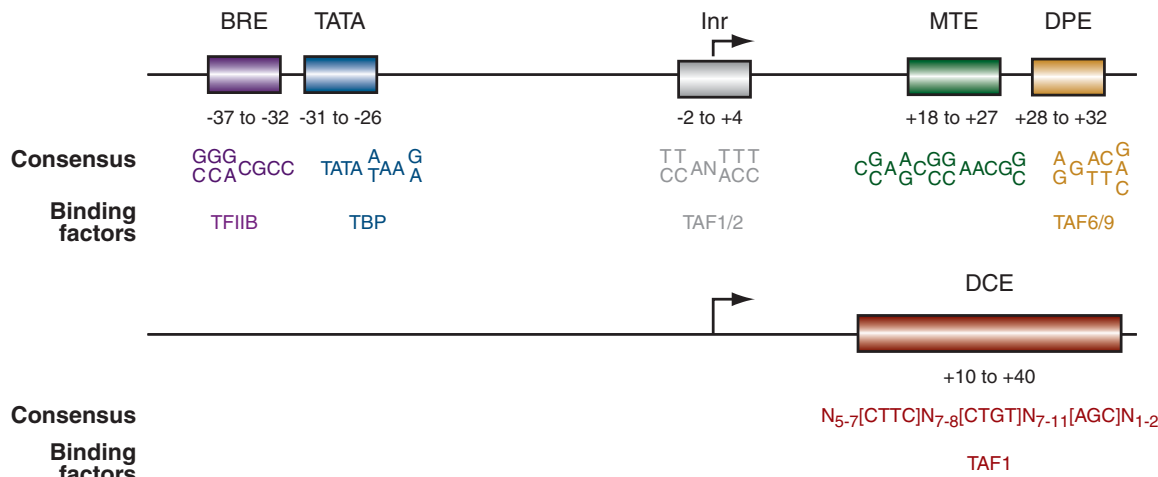 BRE TATA Inr MTE DPE
-37 to -32 -31 to -26 -2 to +4 +18 to +27 +28 to +32
Consensus GGG/CCA CGCC TATA A/T AA G/A TT/CC AN TTT/ACC C G/C A A/G C GG/CC AACG G/C A/G G AC/TT G/A/C
Binding
factors TFIIB TBP TAF1/2 TAF6/9
DCE
+10 to +40
Consensus N5-7[CTTC]N7-8[CTGT]N7-11[AGC]N1-2
Binding
factors TAF1